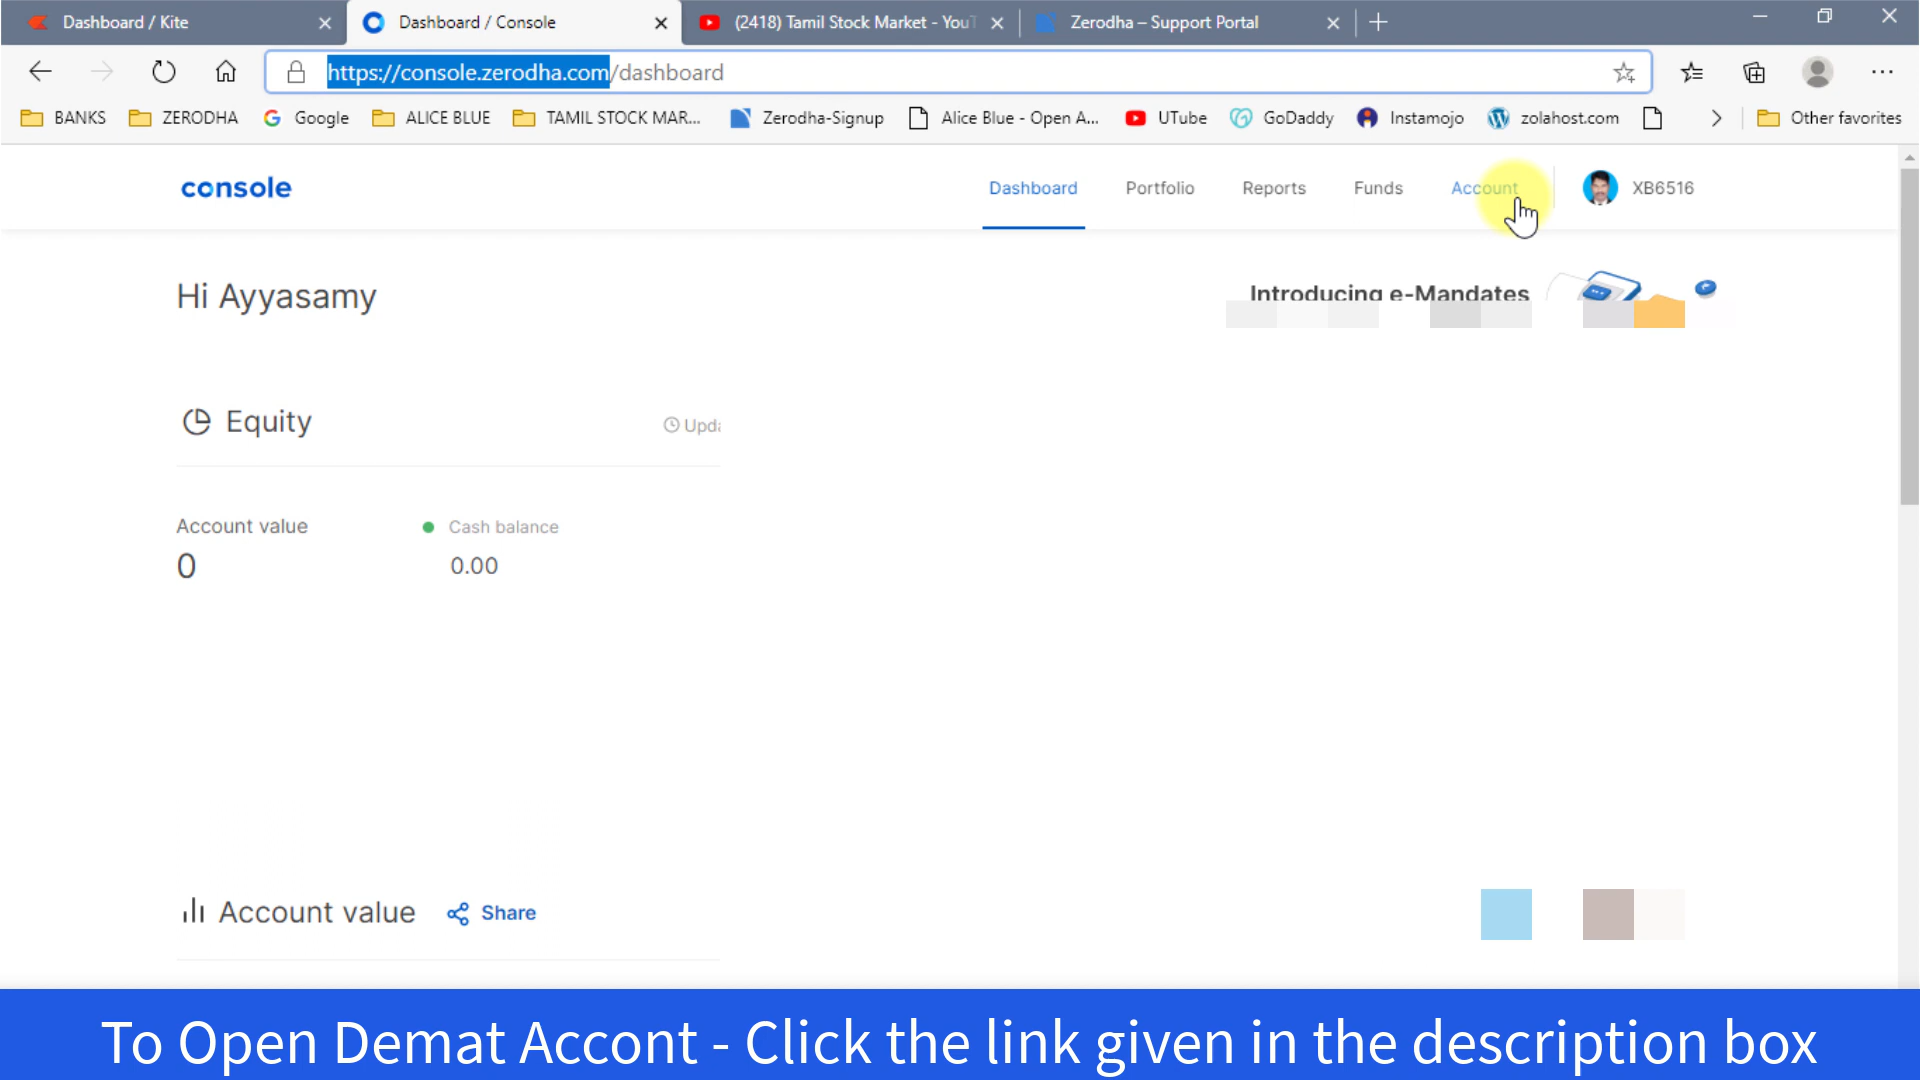 Dashboard / Kite
Dashboard / Console
(2418) Tamil Stock Market - YouT
Zerodha – Support Portal
https://console.zerodha.com/dashboard
BANKS ZERODHA Google ALICE BLUE TAMIL STOCK MAR... Zerodha-Signup Alice Blue - Open A... UTube GoDaddy Instamojo zolahost.com Other favorites
console Dashboard Portfolio Reports Funds Account XB6516
Hi Ayyasamy
Introducing e-Mandates
Equity
Upda
Account value Cash balance
0 0.00
Account value Share
To Open Demat Accont - Click the link given in the description box